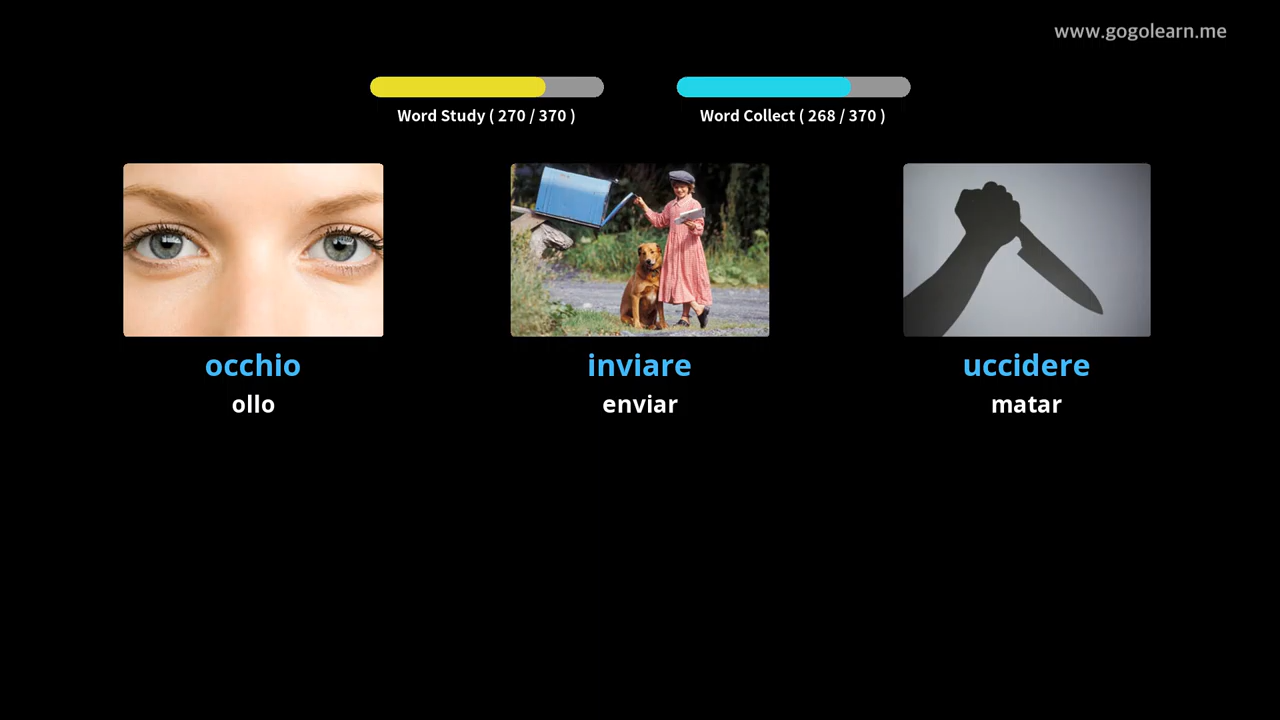 www.gogolearn.me
Word Study ( 270 / 370 )
Word Collect ( 268 / 370 )
occhio
inviare
uccidere
ollo
enviar
matar